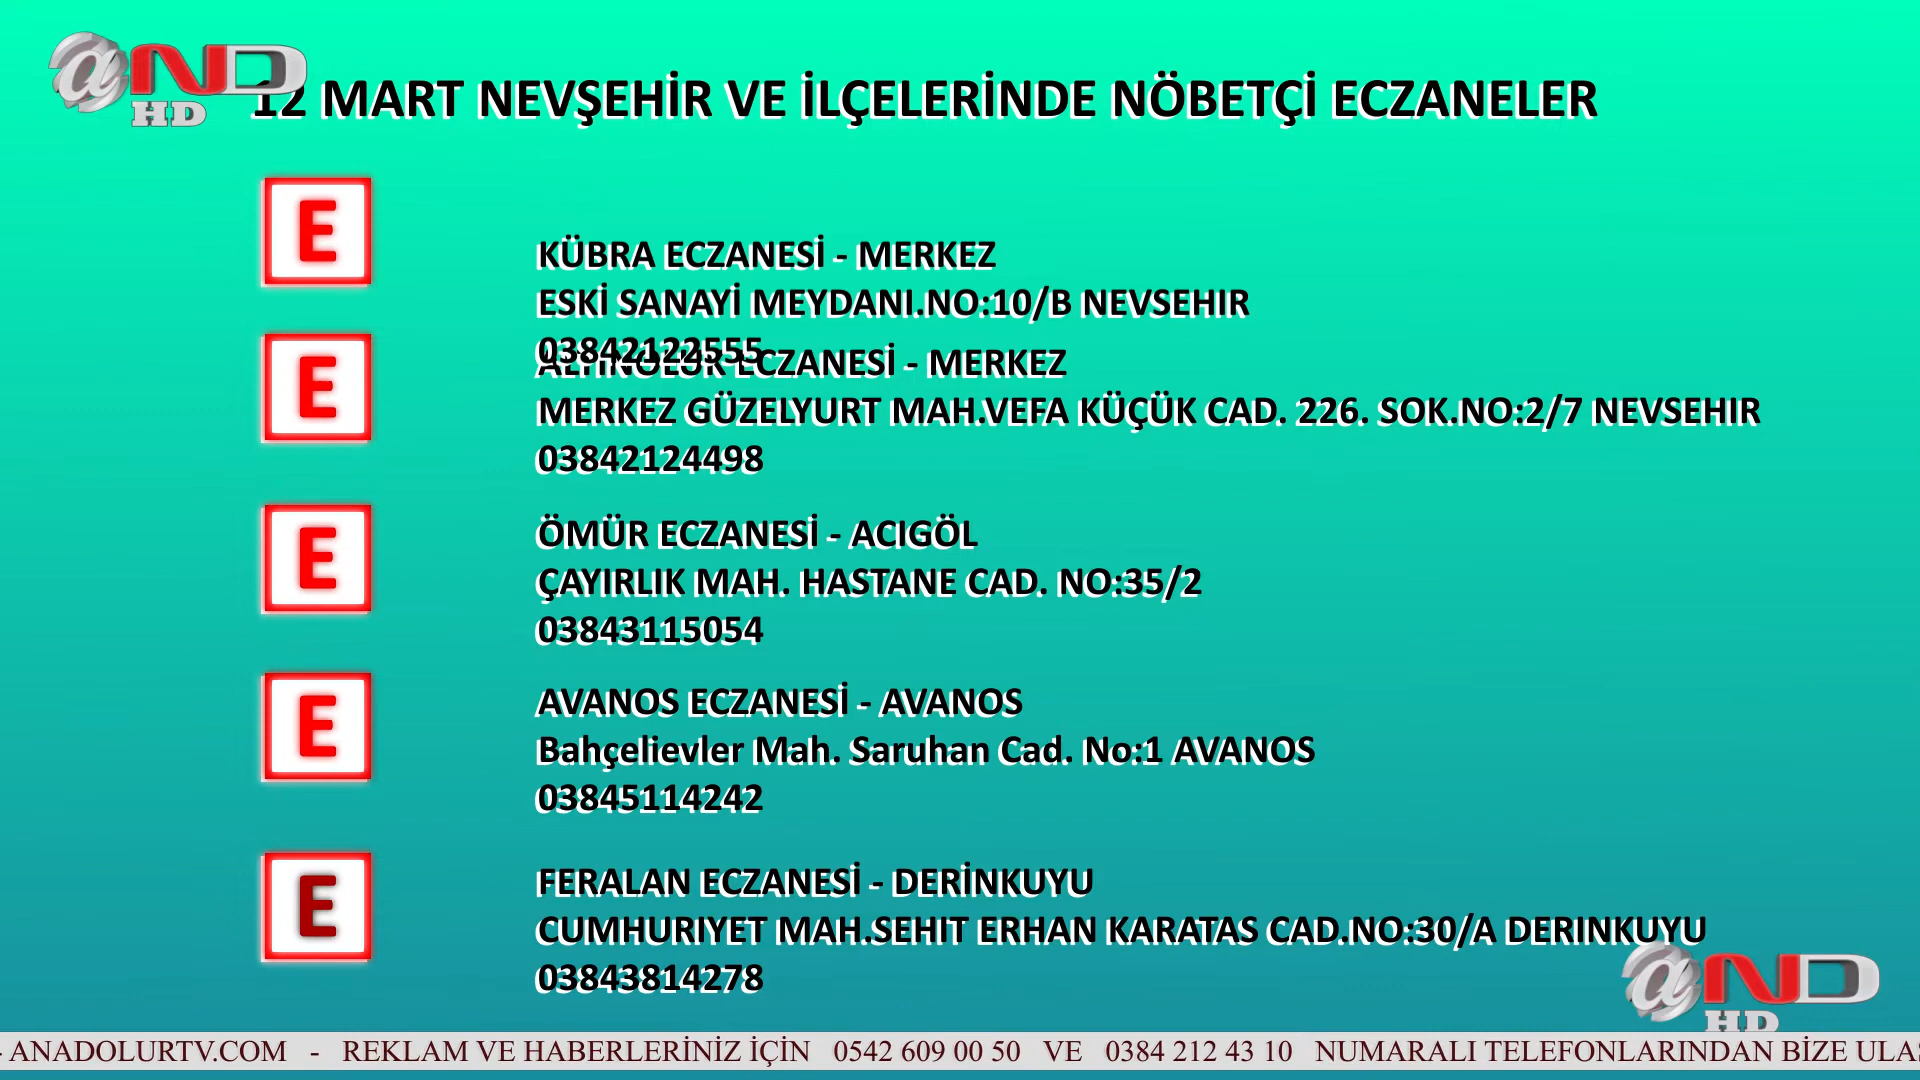 @ND
HD
12 MART NEVŞEHİR VE İLÇELERİNDE NÖBETÇİ ECZANELER
E
KÜBRA ECZANESİ - MERKEZ
ESKİ SANAYİ MEYDANI.NO:10/B NEVSEHIR
03842122555
E
ECZANESİ - MERKEZ
MERKEZ GÜZELYURT MAH.VEFA KÜÇÜK CAD. 226. SOK.NO:2/7 NEVSEHIR
03842124498
E
ÖMÜR ECZANESİ - ACIGÖL
ÇAYIRLIK MAH. HASTANE CAD. NO:35/2
03843115054
E
AVANOS ECZANESİ - AVANOS
Bahçelievler Mah. Saruhan Cad. No:1 AVANOS
03845114242
E
FERALAN ECZANESİ - DERİNKUYU
CUMHURIYET MAH.SEHIT ERHAN KARATAS CAD.NO:30/A DERINKUYU
03843814278
@ND
HD
- ANADOLURTV.COM - REKLAM VE HABERLERİNİZ İÇİN 0542 609 00 50 VE 0384 212 43 10 NUMARALI TELEFONLARINDAN BİZE